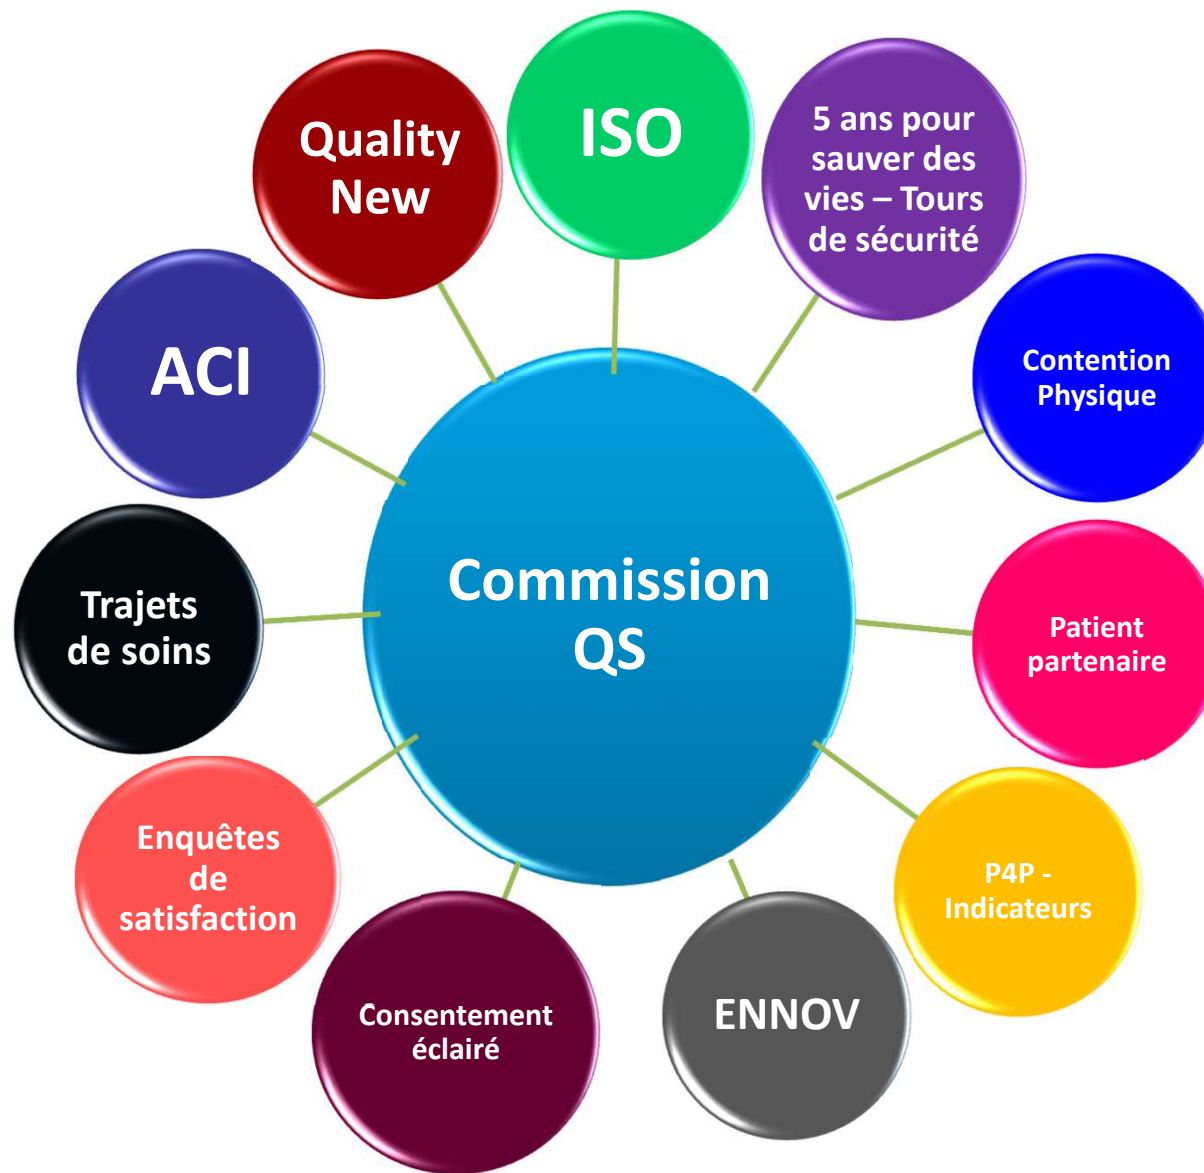 ISO
5 ans pour
sauver des
vies – Tours
de sécurité
Quality
New
Contention
Physique
ACI
Commission
QS
Trajets
de soins
Patient
partenaire
Enquêtes
de
satisfaction
P4P -
Indicateurs
Consentement
éclairé
ENNOV